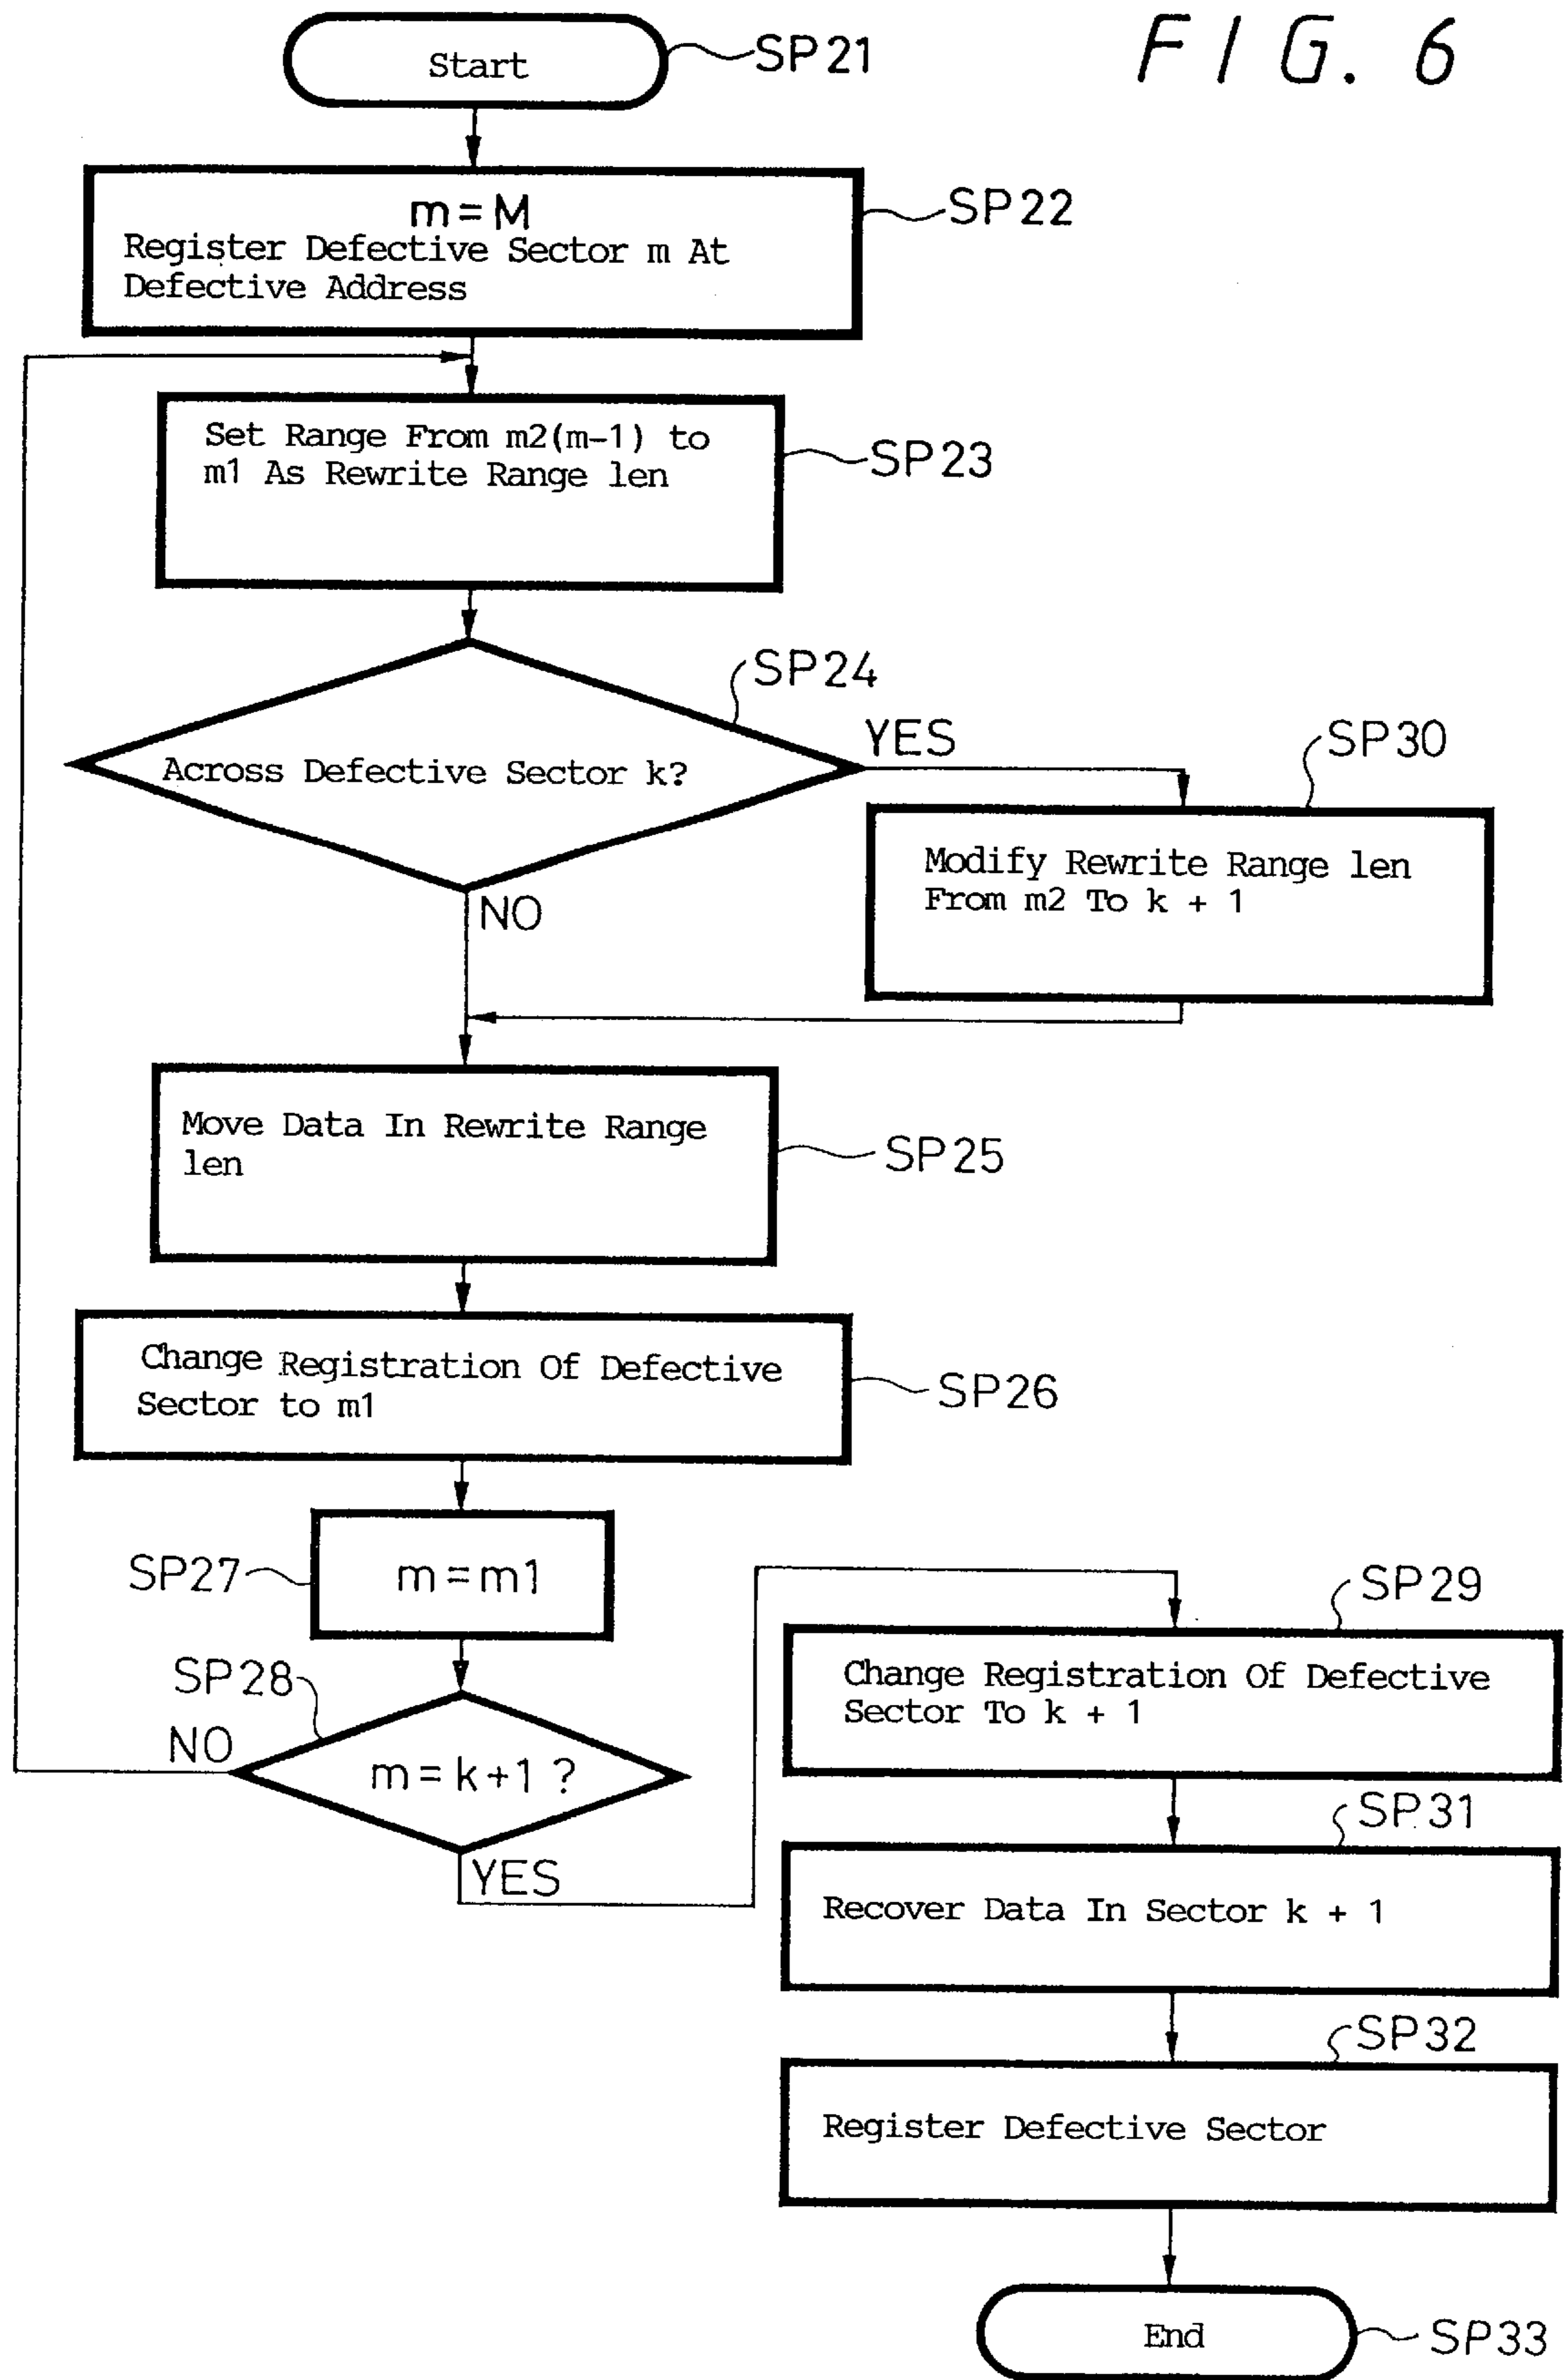 FIG. 6
Start
SP21
m=M
Register Defective Sector m At
Defective Address
SP22
Set Range From m2(m-1) to
m1 As Rewrite Range len
SP23
SP24
Across Defective Sector k?
YES
NO
SP30
Modify Rewrite Range len
From m2 To k + 1
Move Data In Rewrite Range
len
SP25
Change Registration Of Defective
Sector to m1
SP26
SP27
m=m1
SP28
NO
m=k+1 ?
YES
SP29
Change Registration Of Defective
Sector To k + 1
SP31
Recover Data In Sector k + 1
SP32
Register Defective Sector
End
SP33